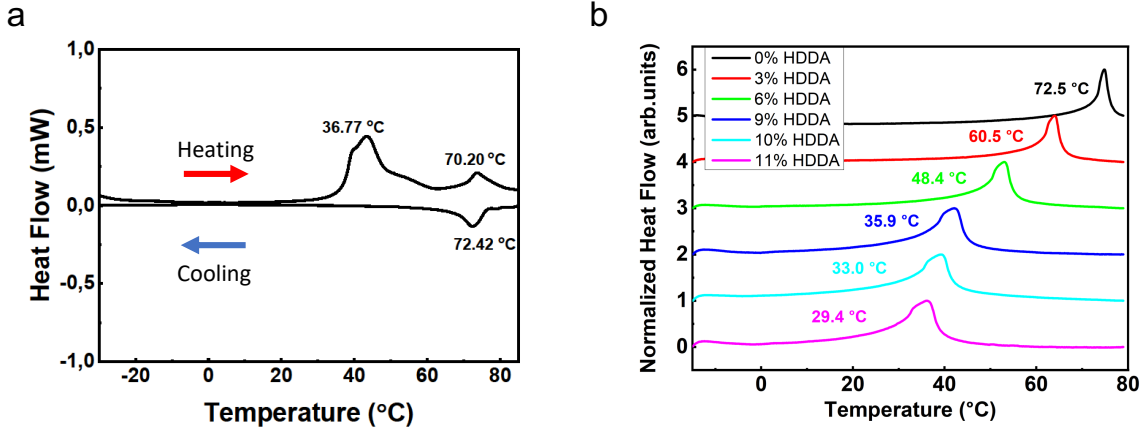 a
1,0
0,5
0,0
-0,5
-1,0
Heat Flow (mW)
36.77 °C
Heating
70.20 °C
72.42 °C
Cooling
-20 0 20 40 60 80
Temperature (°C)
b
6
5
4
3
2
1
0
Normalized Heat Flow (arb.units)
0% HDDA
3% HDDA
6% HDDA
9% HDDA
10% HDDA
11% HDDA
72.5 °C
60.5 °C
48.4 °C
35.9 °C
33.0 °C
29.4 °C
0 20 40 60 80
Temperature (°C)